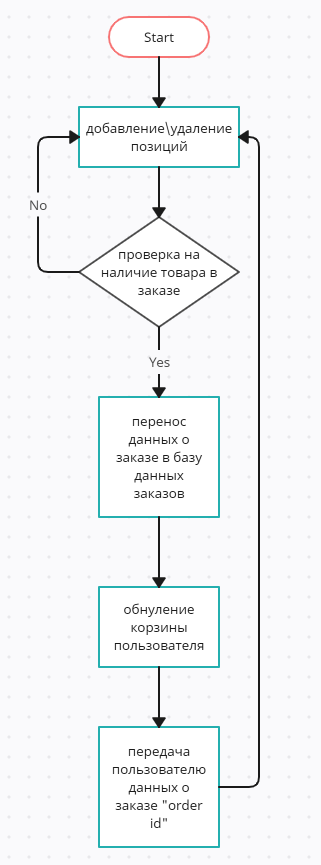 Start
добавление\удаление
позиций
No
проверка на
наличие товара в
заказе
Yes
перенос
данных о
заказе в базу
данных
заказов
обнуление
корзины
пользователя
передача
пользователю
данных о
заказе "order
id"